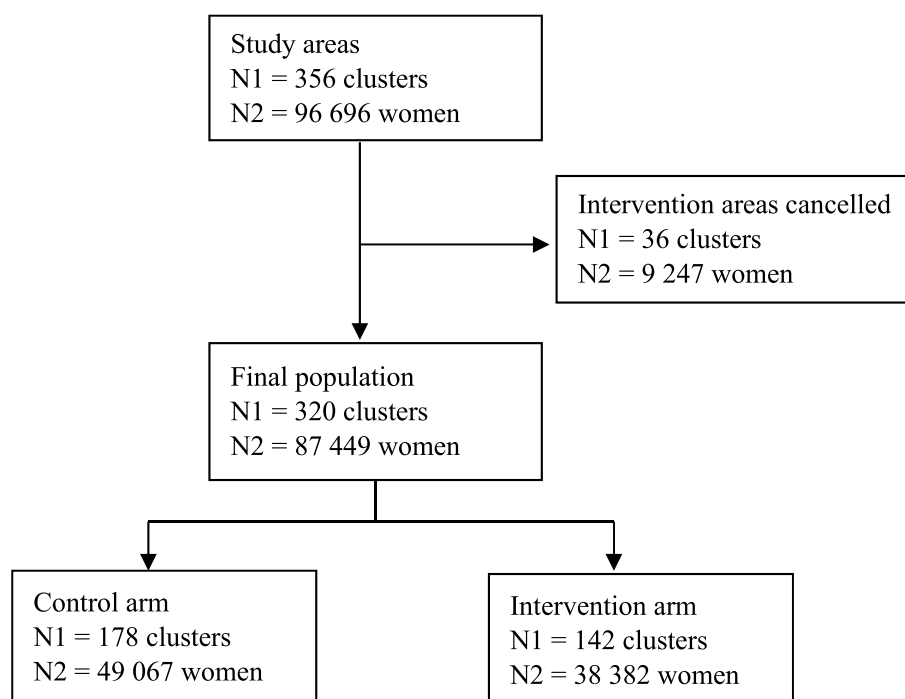 Study areas
N1 = 356 clusters
N2 = 96 696 women
Intervention areas cancelled
N1 = 36 clusters
N2 = 9 247 women
Final population
N1 = 320 clusters
N2 = 87 449 women
Control arm
N1 = 178 clusters
N2 = 49 067 women
Intervention arm
N1 = 142 clusters
N2 = 38 382 women